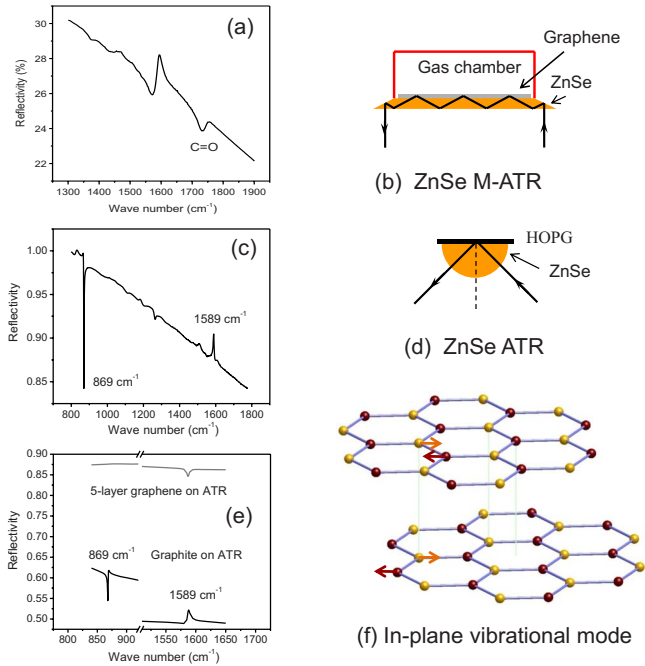 (a)
Reflectivity (%)
30
28
26
24
22
C=O
1300 1400 1500 1600 1700 1800 1900
Wave number (cm⁻¹)
Graphene
Gas chamber
ZnSe
(b) ZnSe M-ATR
(c)
Reflectivity
1.00
0.95
0.90
0.85
1589 cm⁻¹
869 cm⁻¹
800 1000 1200 1400 1600 1800
Wave number (cm⁻¹)
HOPG
ZnSe
(d) ZnSe ATR
(e)
Reflectivity
0.90
0.85
0.80
0.75
0.70
0.65
0.60
0.55
0.50
5-layer graphene on ATR
869 cm⁻¹
Graphite on ATR
1589 cm⁻¹
800 850 900 1550 1600 1650 1700
Wave number (cm⁻¹)
(f) In-plane vibrational mode